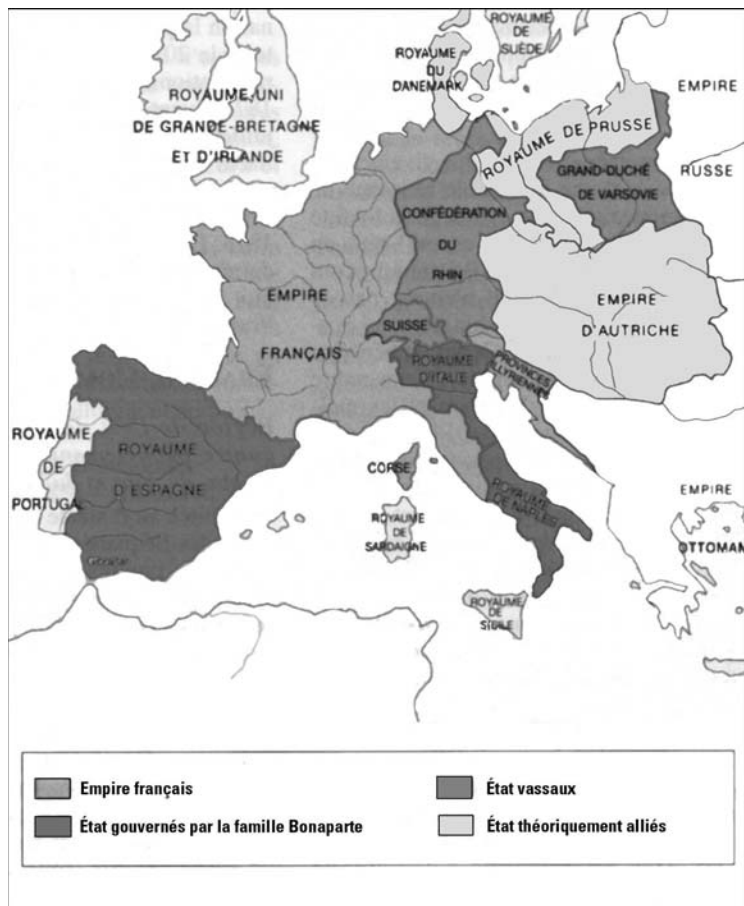 ROYAUME
DE
SUÈDE
ROYAUME
DU
DANEMARK
EMPIRE
RUSSE
ROYAUME UNI
DE GRANDE-BRETAGNE
ET D'IRLANDE
ROYAUME DE PRUSSE
GRAND-DUCHÉ
DE VARSOVIE
CONFÉDÉRATION
DU
RHIN
EMPIRE
FRANÇAIS
EMPIRE
D'AUTRICHE
SUISSE
ROYAUME
D'ITALIE
PROVINCES
ILLYRIENNES
ROYAUME
DE
PORTUGAL
ROYAUME
D'ESPAGNE
Gibraltar
CORSE
ROYAUME
DE
SARDAIGNE
ROYAUME
DE NAPLES
ROYAUME
DE
SICILE
EMPIRE
OTTOMAN
Empire français
État vassaux
État gouvernés par la famille Bonaparte
État théoriquement alliés